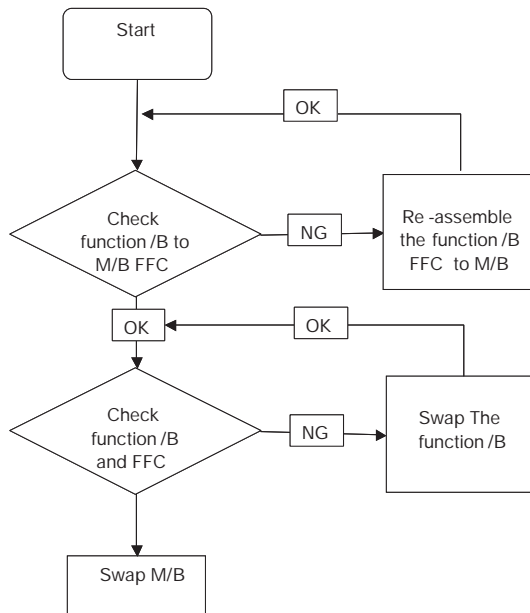 Start
OK
Check
function /B to
M/B FFC
NG
Re -assemble
the function /B
FFC to M/B
OK
OK
Check
function /B
and FFC
NG
Swap The
function /B
Swap M/B